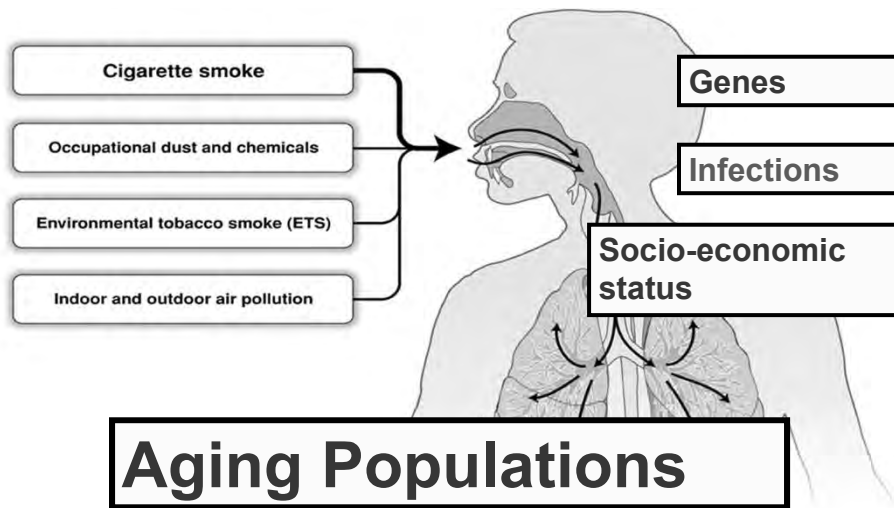 Cigarette smoke
Occupational dust and chemicals
Environmental tobacco smoke (ETS)
Indoor and outdoor air pollution
Genes
Infections
Socio-economic
status
Aging Populations